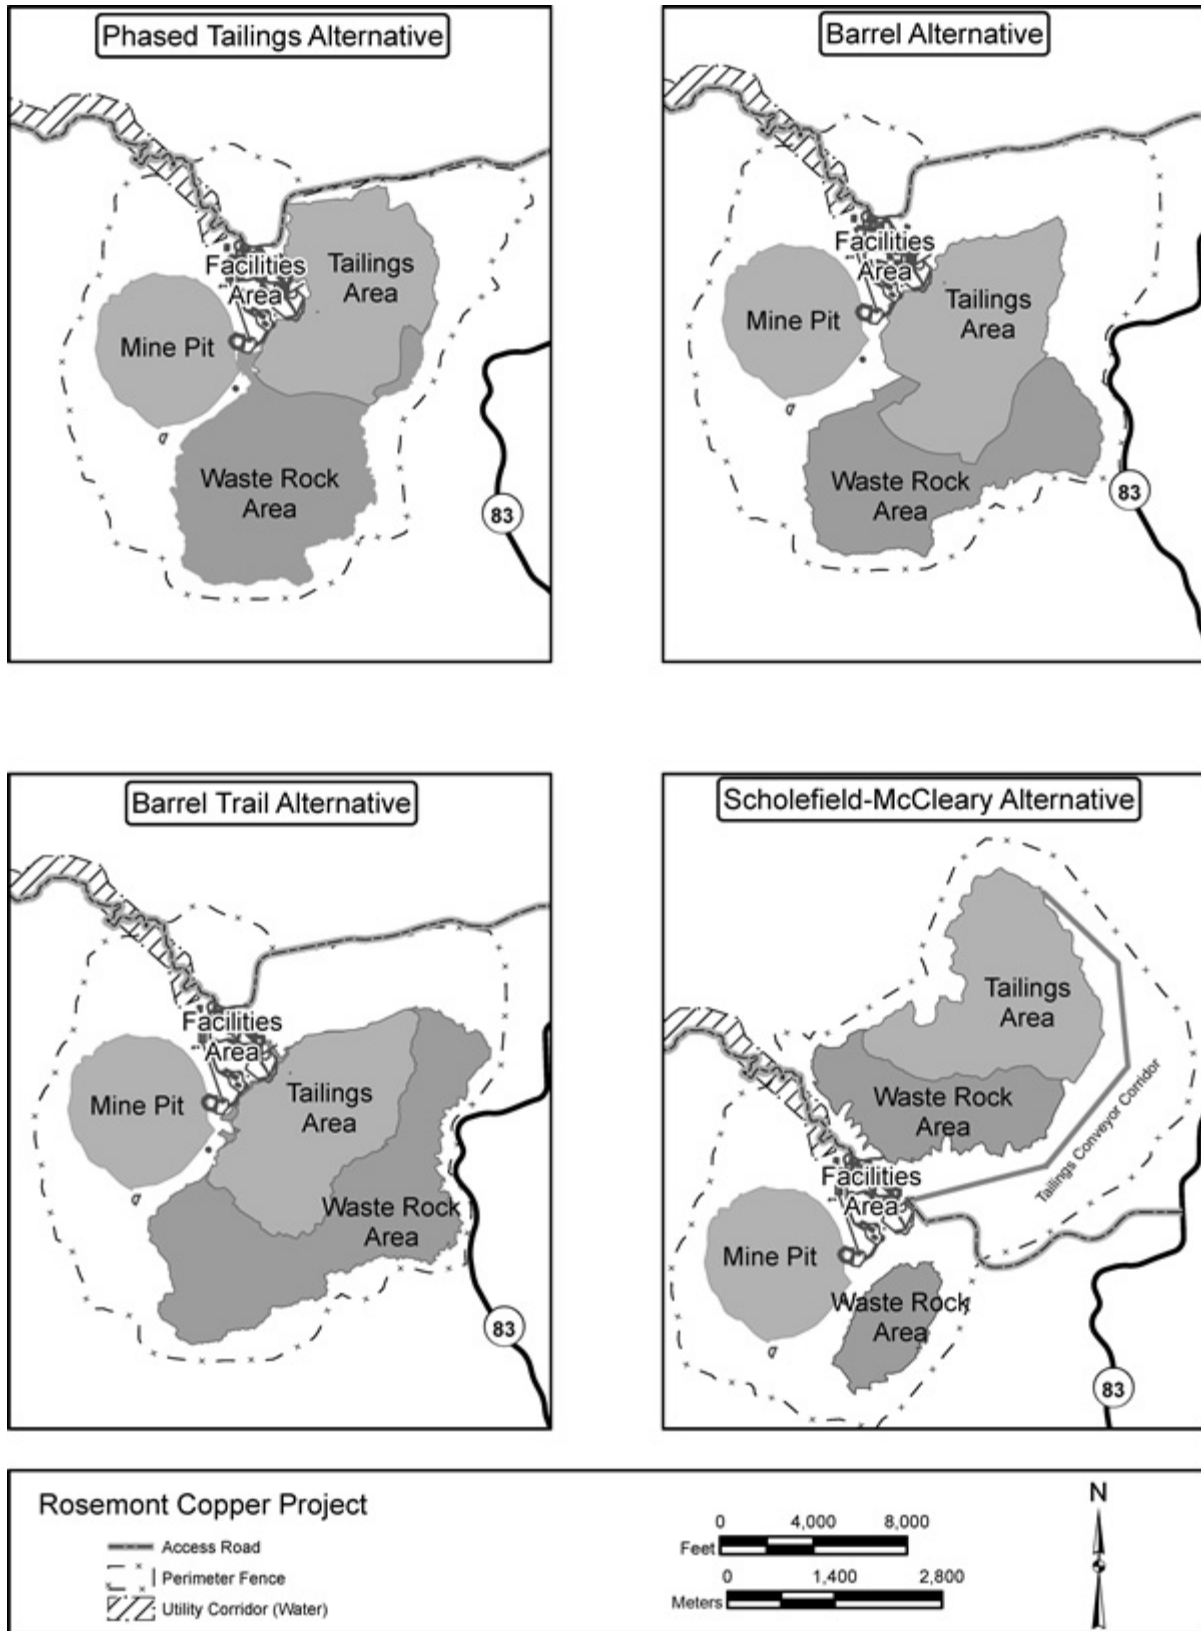 Phased Tailings Alternative
Facilities
Area
Tailings
Area
Mine Pit
Waste Rock
Area
83
Barrel Alternative
Facilities
Area
Tailings
Area
Mine Pit
Waste Rock
Area
83
Barrel Trail Alternative
Facilities
Area
Tailings
Area
Mine Pit
Waste Rock
Area
83
Scholefield-McCleary Alternative
Tailings
Area
Waste Rock
Area
Tailings Conveyor Corridor
Facilities
Area
Mine Pit
Waste Rock
Area
83
Rosemont Copper Project
Access Road
Perimeter Fence
Utility Corridor (Water)
0 4,000 8,000
Feet
0 1,400 2,800
Meters
N